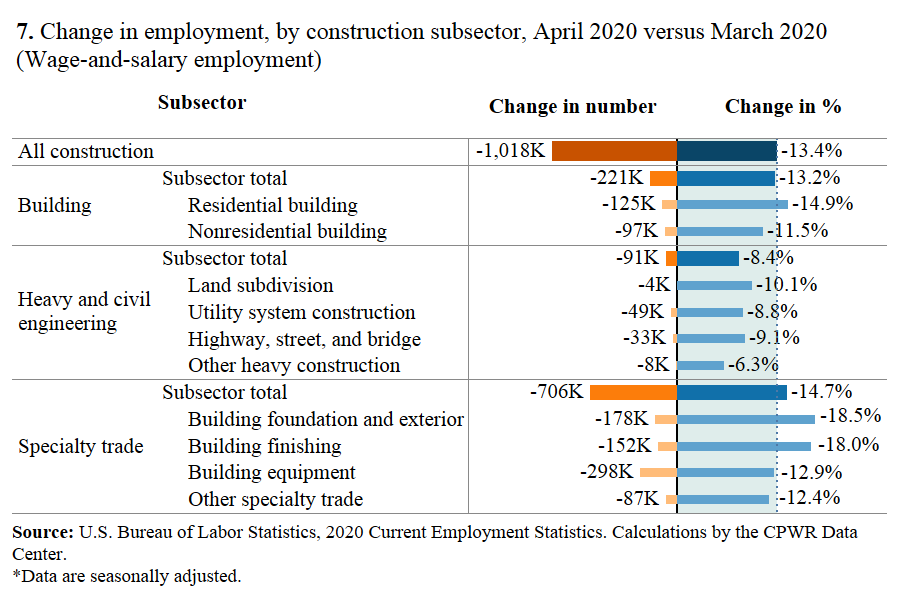 7. Change in employment, by construction subsector, April 2020 versus March 2020
(Wage-and-salary employment)
Subsector Change in number Change in %
All construction -1,018K -13.4%
Subsector total -221K -13.2%
Building Residential building -125K -14.9%
Nonresidential building -97K -11.5%
Subsector total -91K -8.4%
Land subdivision -4K -10.1%
Heavy and civil
engineering
Utility system construction -49K -8.8%
Highway, street, and bridge -33K -9.1%
Other heavy construction -8K -6.3%
Subsector total -706K -14.7%
Building foundation and exterior -178K -18.5%
Specialty trade Building finishing -152K -18.0%
Building equipment -298K -12.9%
Other specialty trade -87K -12.4%
Source: U.S. Bureau of Labor Statistics, 2020 Current Employment Statistics. Calculations by the CPWR Data
Center.
*Data are seasonally adjusted.